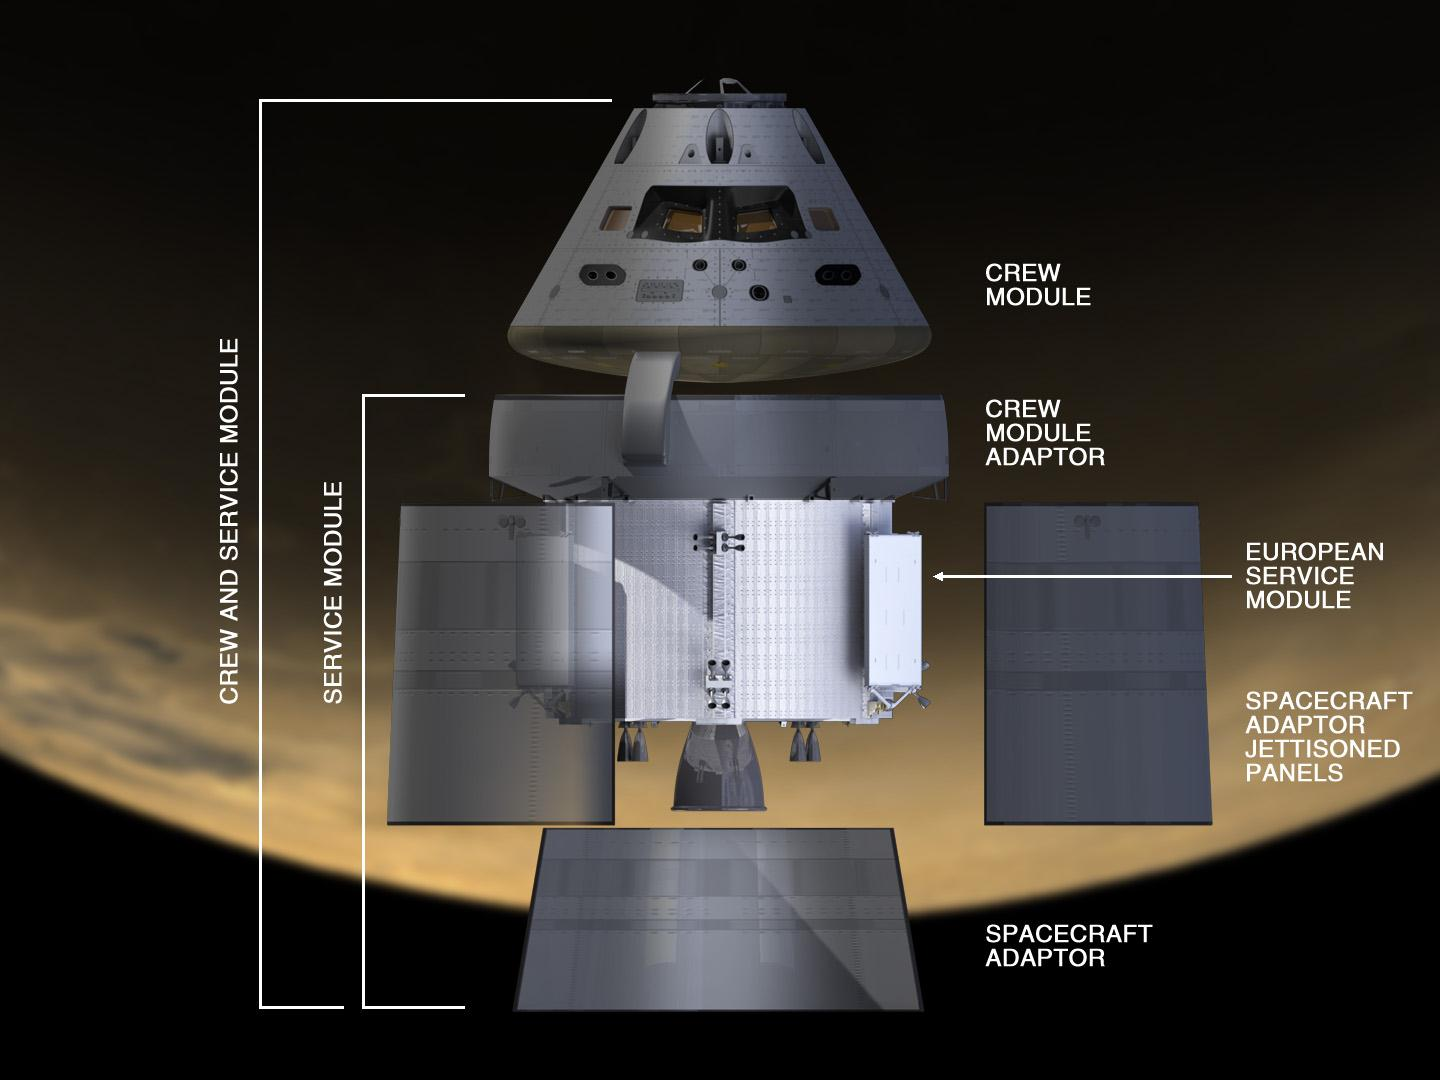 CREW AND SERVICE MODULE
SERVICE MODULE
CREW
MODULE
CREW
MODULE
ADAPTOR
EUROPEAN
SERVICE
MODULE
SPACECRAFT
ADAPTOR
JETTISONED
PANELS
SPACECRAFT
ADAPTOR